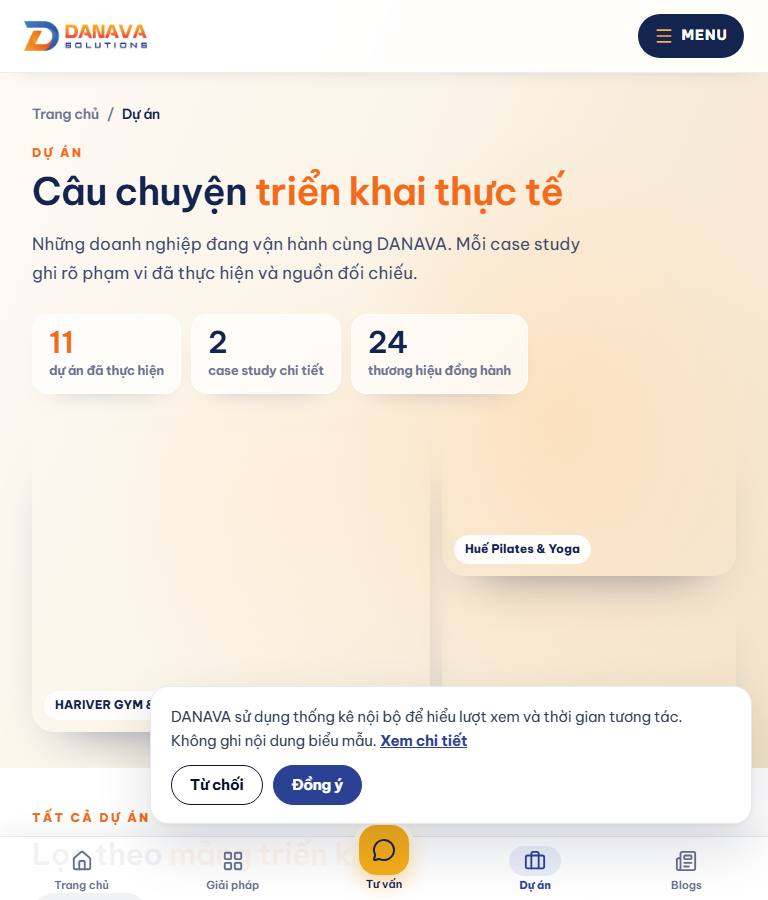 DANAVA
SOLUTIONS
MENU
Trang chủ / Dự án
DỰ ÁN
Câu chuyện triển khai thực tế
Những doanh nghiệp đang vận hành cùng DANAVA. Mỗi case study
ghi rõ phạm vi đã thực hiện và nguồn đối chiếu.
11
dự án đã thực hiện
2
case study chi tiết
24
thương hiệu đồng hành
Huế Pilates & Yoga
HARIVER GYM &
DANAVA sử dụng thống kê nội bộ để hiểu lượt xem và thời gian tương tác.
Không ghi nội dung biểu mẫu. Xem chi tiết
Từ chối
Đồng ý
TẤT CẢ DỰ ÁN
Lọc theo mảng triển
Trang chủ
Giải pháp
Tư vấn
Dự án
Blogs